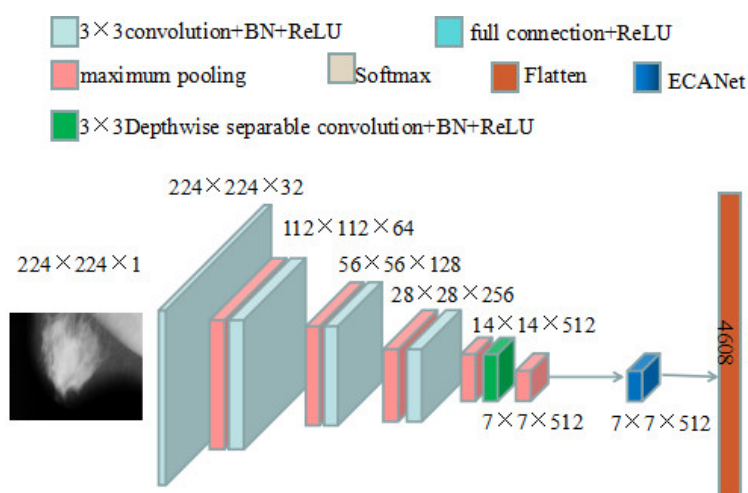 3×3convolution+BN+ReLU
full connection+ReLU
maximum pooling
Softmax
Flatten
ECANet
3×3Depthwise separable convolution+BN+ReLU
224×224×32
112×112×64
224×224×1
56×56×128
28×28×256
14×14×512
4608
7×7×512
7×7×512